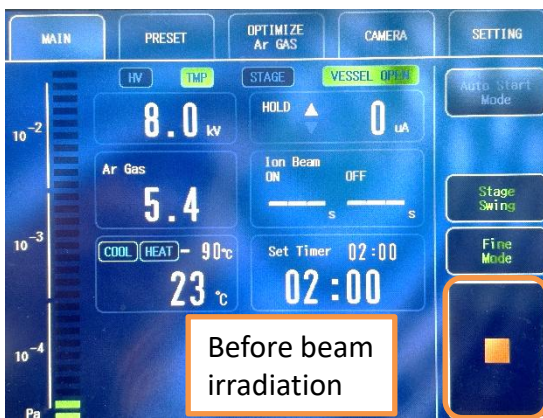 MAIN
PRESET
OPTIMIZE
Ar GAS
CAMERA
SETTING
HV
TMP
STAGE
VESSEL OPEN
Auto Start
Mode
8.0 kV
HOLD
0 uA
10⁻²
Ar Gas
5.4
Ion Beam
ON OFF
--- s --- s
Stage
Swing
10⁻³
COOL HEAT - 90℃
23 ℃
Set Timer 02:00
02:00
Fine
Mode
10⁻⁴
Before beam
irradiation
Pa